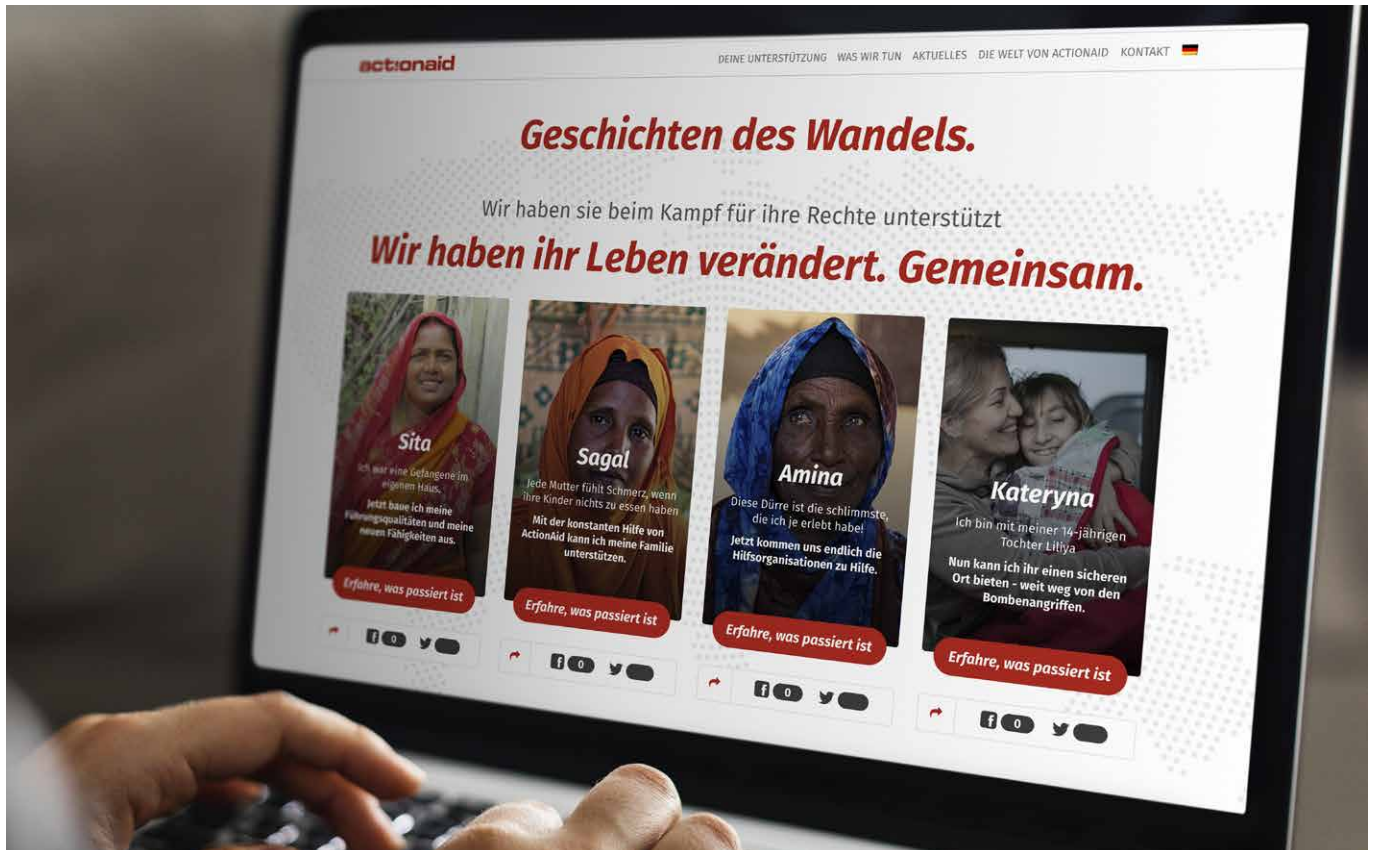 act:onaid
DEINE UNTERSTÜTZUNG WAS WIR TUN AKTUELLES DIE WELT VON ACTIONAID KONTAKT
Geschichten des Wandels.
Wir haben sie beim Kampf für ihre Rechte unterstützt
Wir haben ihr Leben verändert. Gemeinsam.
Sita
Ich war eine Gefangene im
eigenen Haus.
Jetzt baue ich meine
Führungsqualitäten und meine
neuen Fähigkeiten aus.
Erfahre, was passiert ist
0
Sagal
Jede Mutter fühlt Schmerz, wenn
ihre Kinder nichts zu essen haben
Mit der konstanten Hilfe von
ActionAid kann ich meine Familie
unterstützen.
Erfahre, was passiert ist
0
Amina
Diese Dürre ist die schlimmste,
die ich je erlebt habe!
Jetzt kommen uns endlich die
Hilfsorganisationen zu Hilfe.
Erfahre, was passiert ist
0
Kateryna
Ich bin mit meiner 14-jährigen
Tochter Liliya
Nun kann ich ihr einen sicheren
Ort bieten - weit weg von den
Bombenangriffen.
Erfahre, was passiert ist
0